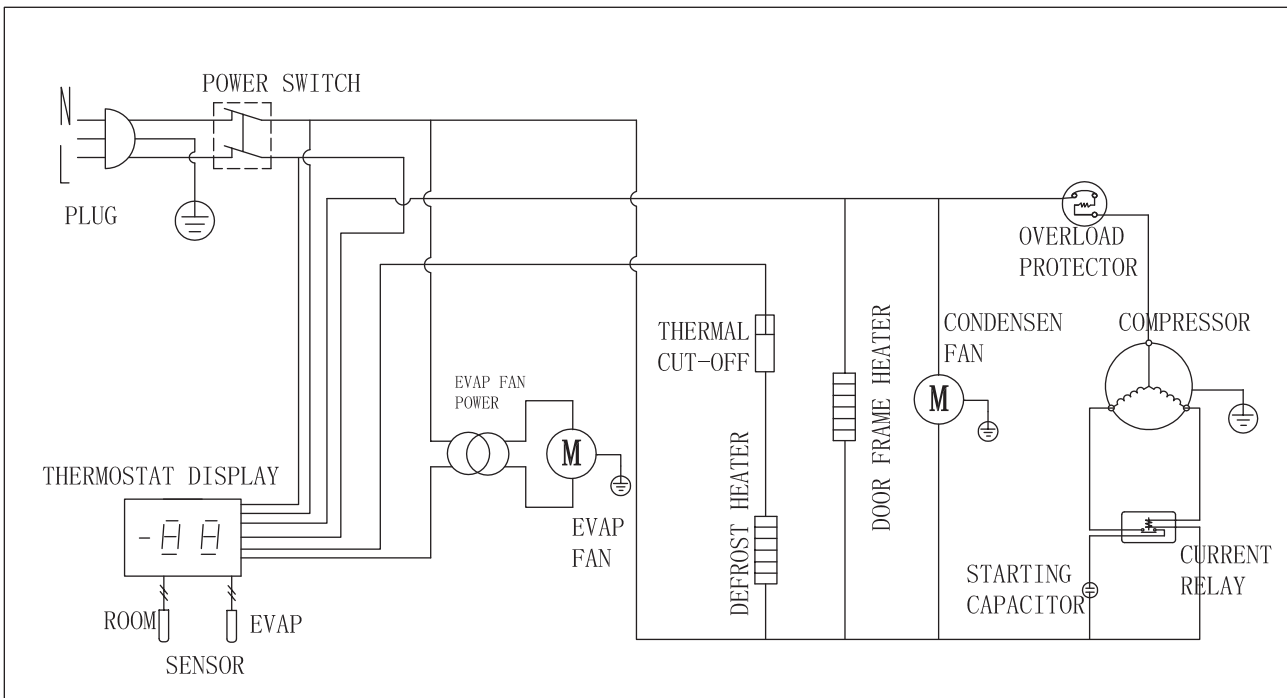 POWER SWITCH
N
L
PLUG
OVERLOAD
PROTECTOR
THERMAL
CUT-OFF
DOOR FRAME HEATER
CONDENSEN
FAN
COMPRESSOR
EVAP FAN
POWER
M
M
THERMOSTAT DISPLAY
-88
EVAP
FAN
DEFROST HEATER
CURRENT
RELAY
STARTING
CAPACITOR
ROOM
EVAP
SENSOR